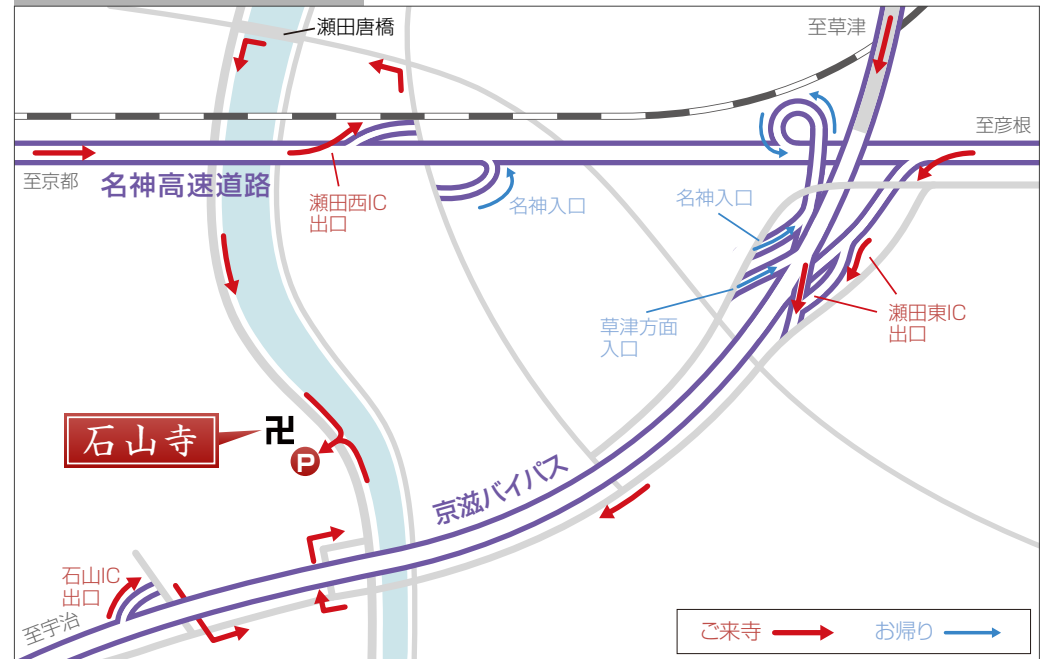 瀬田唐橋
至草津
至彦根
至京都
名神高速道路
瀬田西IC
出口
名神入口
名神入口
草津方面
入口
瀬田東IC
出口
石山寺
卍
P
京滋バイパス
石山IC
出口
至宇治
ご来寺
お帰り